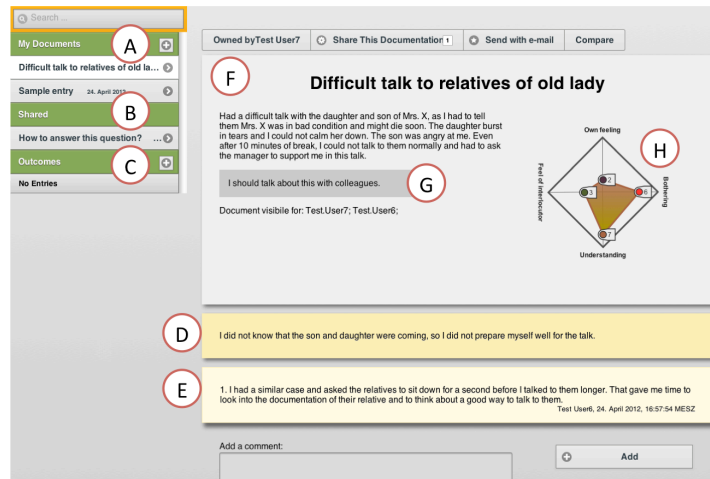 Search ...
My Documents
A
Difficult talk to relatives of old la...
Sample entry 24. April 2012
B
Shared
How to answer this question? ...
Outcomes
C
No Entries
Owned byTest User7
Share This Documentation 1
Send with e-mail
Compare
F
Difficult talk to relatives of old lady
Had a difficult talk with the daughter and son of Mrs. X, as I had to tell
them Mrs. X was in bad condition and might die soon. The daughter burst
in tears and I could not calm her down. The son was angry at me. Even
after 10 minutes of break, I could not talk to them normally and had to ask
the manager to support me in this talk.
I should talk about this with colleagues.
G
Document visibile for: Test.User7; Test.User6;
Own feeling
H
Feel of interlocutor
Bothering
2
3
6
7
Understanding
D
I did not know that the son and daughter were coming, so I did not prepare myself well for the talk.
E
1. I had a similar case and asked the relatives to sit down for a second before I talked to them longer. That gave me time to
look into the documentation of their relative and to think about a good way to talk to them.
Test User6, 24. April 2012, 16:57:54 MESZ
Add a comment:
Add